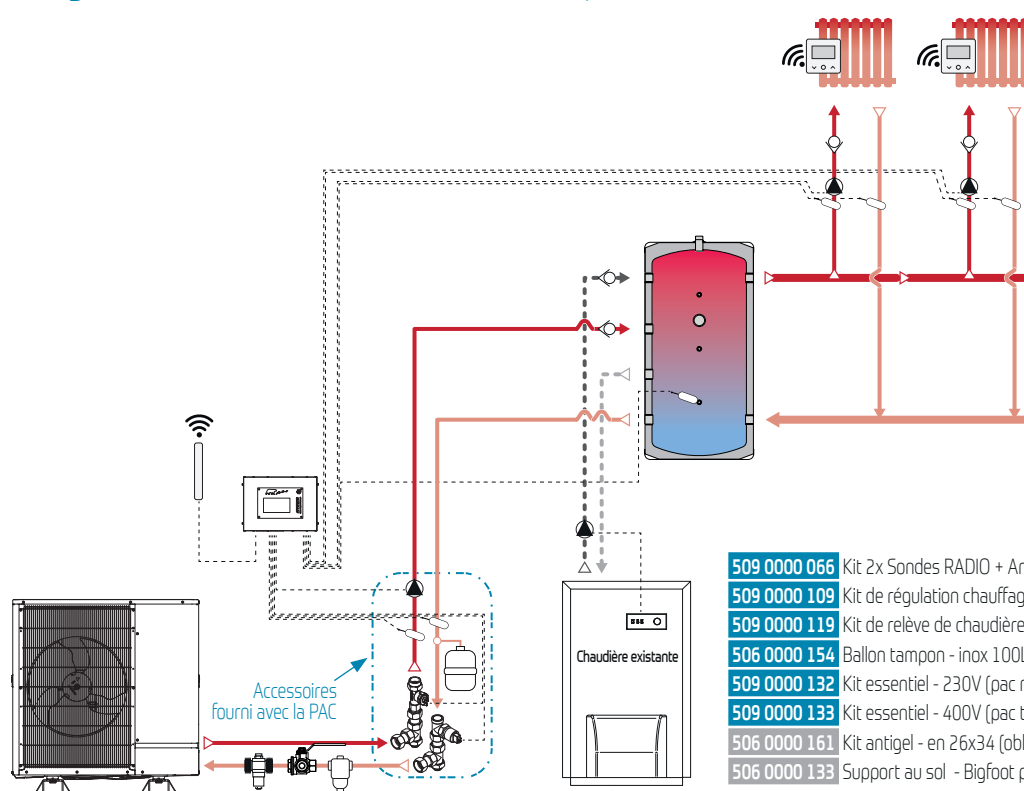 Accessoires
fourni avec la PAC
Chaudière existante
509 0000 066 Kit 2x Sondes RADIO +
509 0000 109 Kit de régulation
509 0000 119 Kit de relève de chaudière
506 0000 154 Ballon tampon - inox 100L
509 0000 132 Kit essentiel - 230V (pac
509 0000 133 Kit essentiel - 400V (pac
506 0000 161 Kit antigel - en 26x34
506 0000 133 Support au sol - Bigfoot